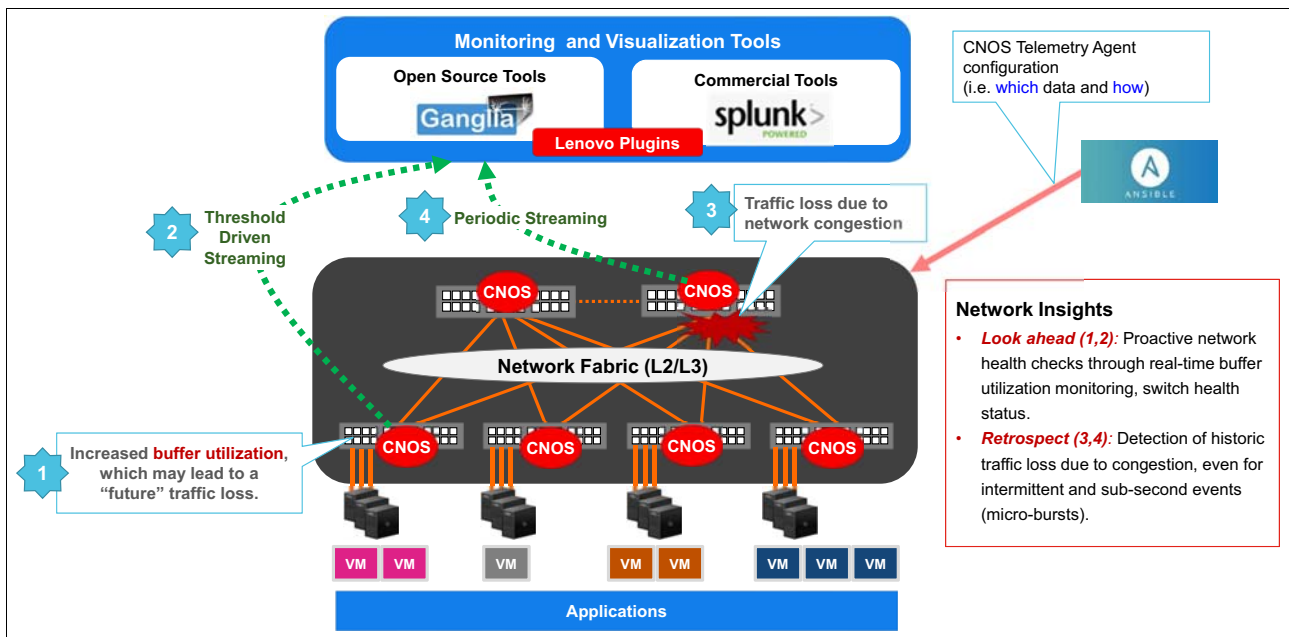 Monitoring and Visualization Tools
Open Source Tools
Ganglia
Commercial Tools
splunk>
POWERED
Lenovo Plugins
CNOS Telemetry Agent
configuration
(i.e. which data and how)
ANSIBLE
2
Threshold
Driven
Streaming
4
Periodic Streaming
3
Traffic loss due to
network congestion
CNOS
CNOS
Network Fabric (L2/L3)
CNOS
CNOS
CNOS
CNOS
1
Increased buffer utilization,
which may lead to a
“future” traffic loss.
Network Insights
• Look ahead (1,2): Proactive network
health checks through real-time buffer
utilization monitoring, switch health
status.
• Retrospect (3,4): Detection of historic
traffic loss due to congestion, even for
intermittent and sub-second events
(micro-bursts).
VM
VM
VM
VM
VM
VM
VM
VM
Applications